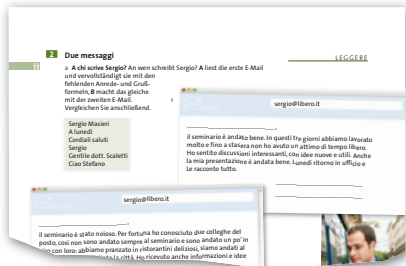 2 Due messaggi
LEGGERE
a A chi scrive Sergio? An wen schreibt Sergio? A liest die erste E-Mail
und vervollständigt sie mit den
fehlenden Anrede- und Gruß-
formeln, B macht das gleiche
mit der zweiten E-Mail.
Vergleichen Sie anschließend.
Sergio Masieri
A lunedì
Cordiali saluti
Sergio
Gentile dott. Scaletti
Ciao Stefano
1
sergio@libero.it
il seminario è andato bene. In questi tre giorni abbiamo lavorato
molto e fino a stasera non ho avuto un attimo di tempo libero.
Ho sentito discussioni interessanti, con idee nuove e utili. Anche
la mia presentazione è andata bene. Lunedì ritorno in ufficio e
Le racconto tutto.
sergio@libero.it
il seminario è stato noioso. Per fortuna ho conosciuto due colleghe del
posto, così non sono andato sempre al seminario e sono andato un po' in
giro con loro: abbiamo pranzato in ristorantini deliziosi, siamo andati al
la città. Ho ricevuto anche informazioni e idee